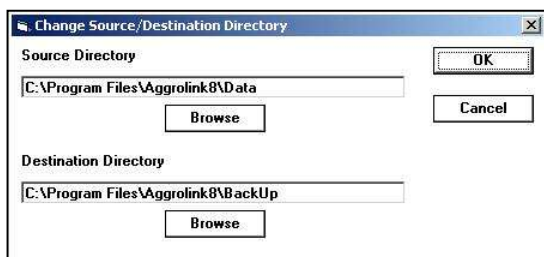 Change Source/Destination Directory
Source Directory
OK
C:\Program Files\Aggrolink8\Data
Browse
Cancel
Destination Directory
C:\Program Files\Aggrolink8\BackUp
Browse